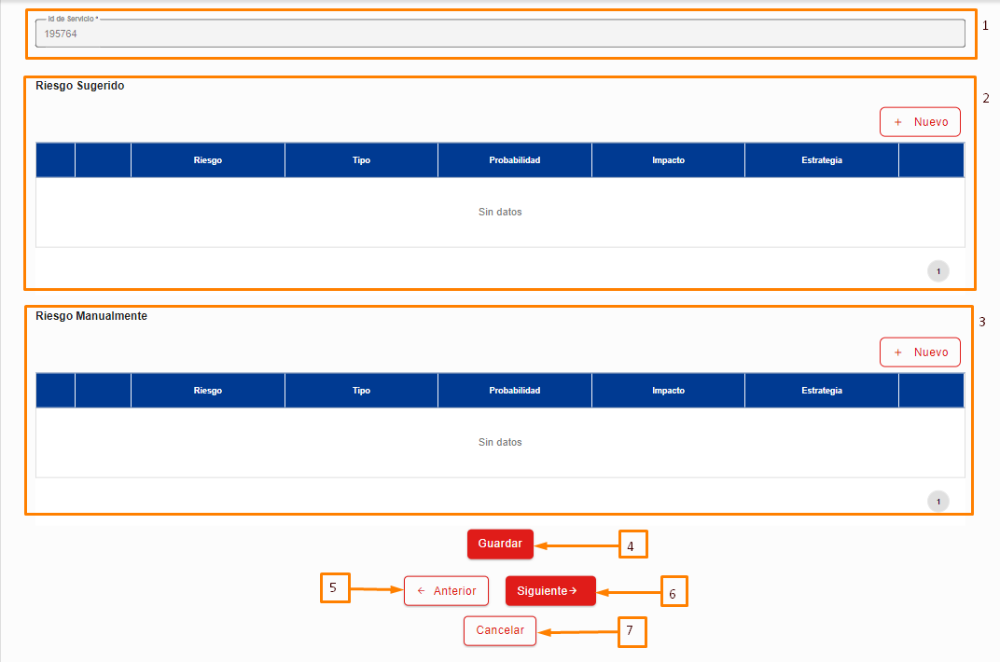 Id de Servicio *
195764
1
Riesgo Sugerido
2
+ Nuevo
Riesgo Tipo Probabilidad Impacto Estrategia
Sin datos
1
Riesgo Manualmente
3
+ Nuevo
Riesgo Tipo Probabilidad Impacto Estrategia
Sin datos
1
Guardar 4
5 ← Anterior Siguiente→ 6
Cancelar 7